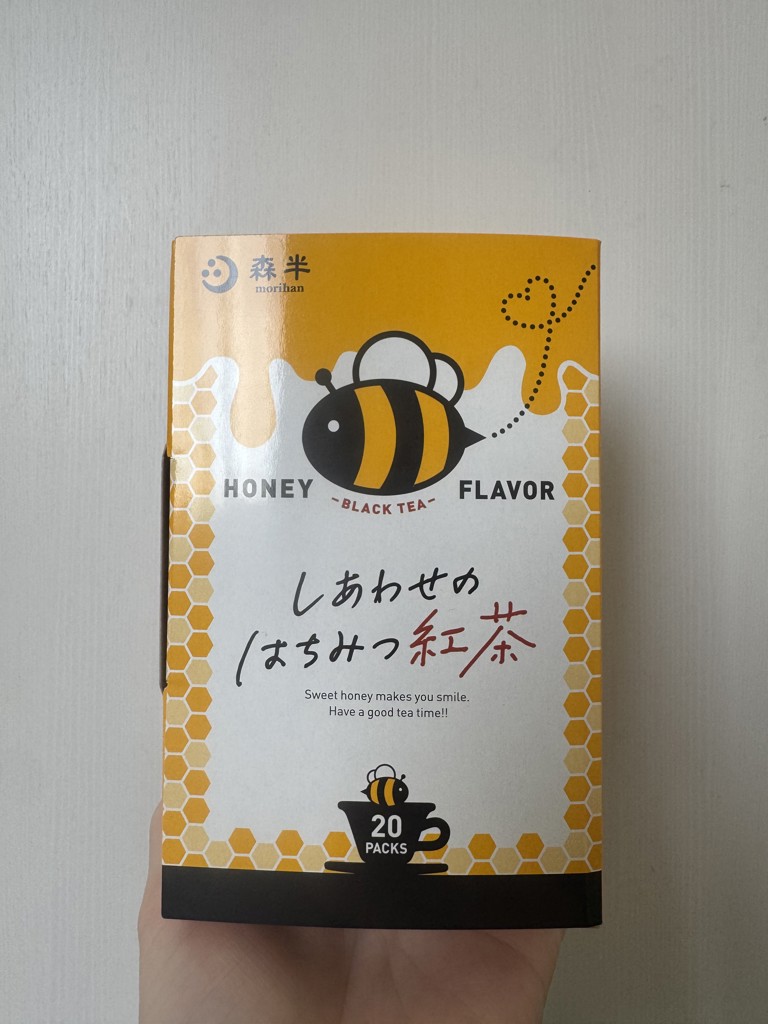 森半
morihan
HONEY FLAVOR
BLACK TEA
しあわせの
はちみつ紅茶
Sweet honey makes you smile.
Have a good tea time!!
20
PACKS